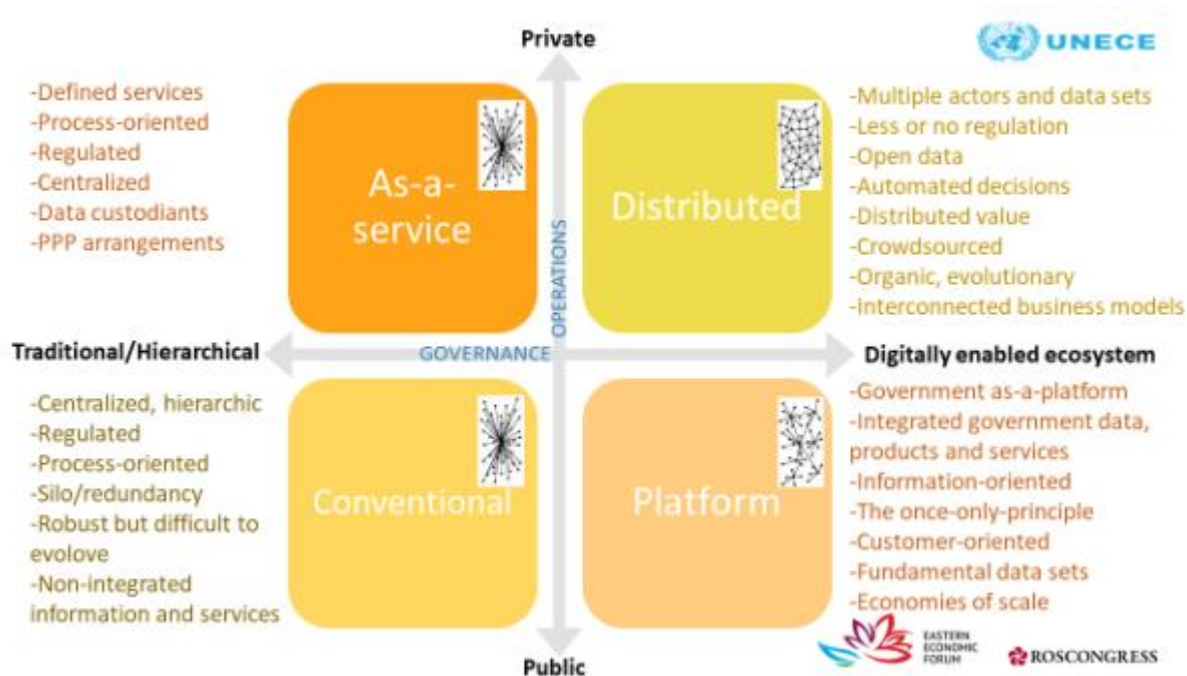 Private
UNECE
-Defined services
-Process-oriented
-Regulated
-Centralized
-Data custodiants
-PPP arrangements
As-a-
service
OPERATIONS
Distributed
-Multiple actors and data sets
-Less or no regulation
-Open data
-Automated decisions
-Distributed value
-Crowdsourced
-Organic, evolutionary
-Interconnected business models
Traditional/Hierarchical
GOVERNANCE
Digitally enabled ecosystem
-Centralized, hierarchic
-Regulated
-Process-oriented
-Silo/redundancy
-Robust but difficult to
evolove
-Non-integrated
information and services
Conventional
Platform
-Government as-a-platform
-Integrated government data,
products and services
-Information-oriented
-The once-only-principle
-Customer-oriented
-Fundamental data sets
-Economies of scale
Public
EASTERN
ECONOMIC
FORUM
ROSCONGRESS